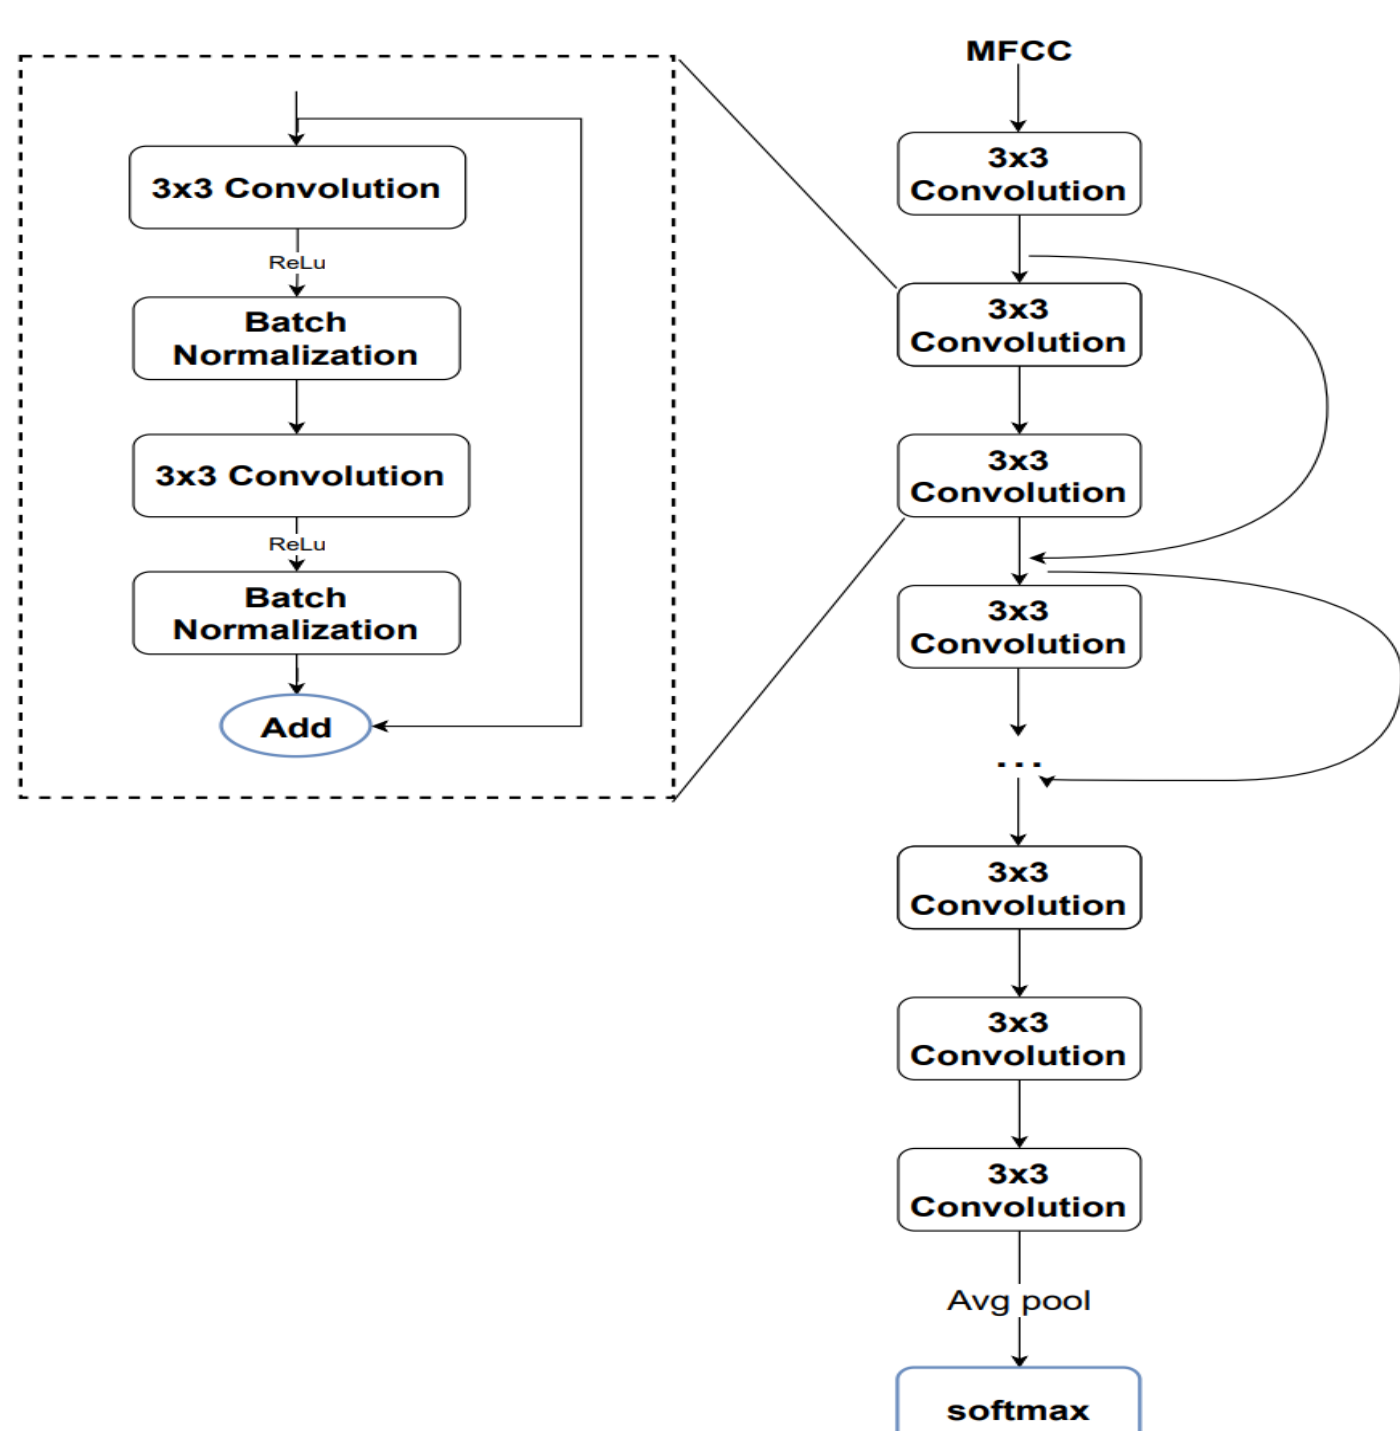 3x3 Convolution
ReLu
Batch
Normalization
3x3 Convolution
ReLu
Batch
Normalization
Add
MFCC
3x3
Convolution
3x3
Convolution
3x3
Convolution
3x3
Convolution
...
3x3
Convolution
3x3
Convolution
3x3
Convolution
Avg pool
softmax